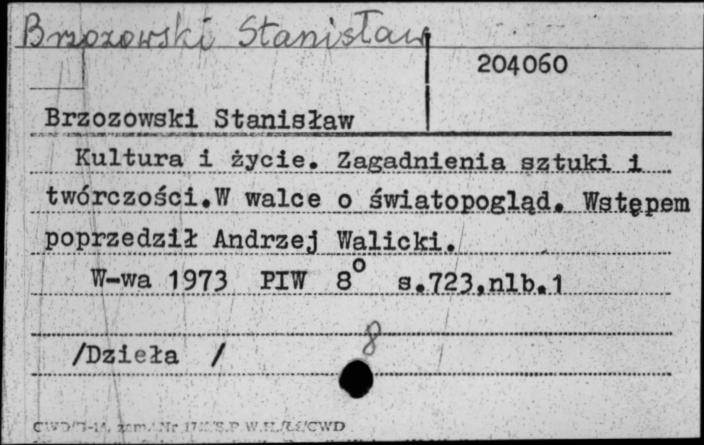 Brzozowski Stanisław
204060
Brzozowski Stanisław
Kultura i życie. Zagadnienia sztuki i
twórczości.W walce o światopogląd. Wstępem
poprzedził Andrzej Walicki.
W-wa 1973 PIW 8° s.723,nlb.1
8
/Dzieła /